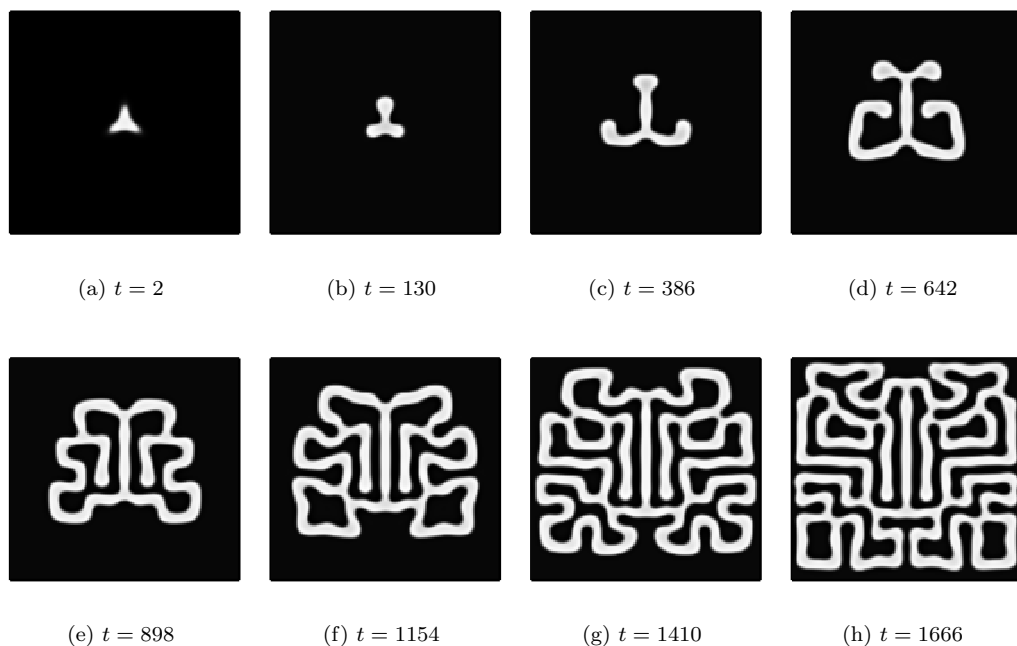 (a) t = 2
(b) t = 130
(c) t = 386
(d) t = 642
(e) t = 898
(f) t = 1154
(g) t = 1410
(h) t = 1666